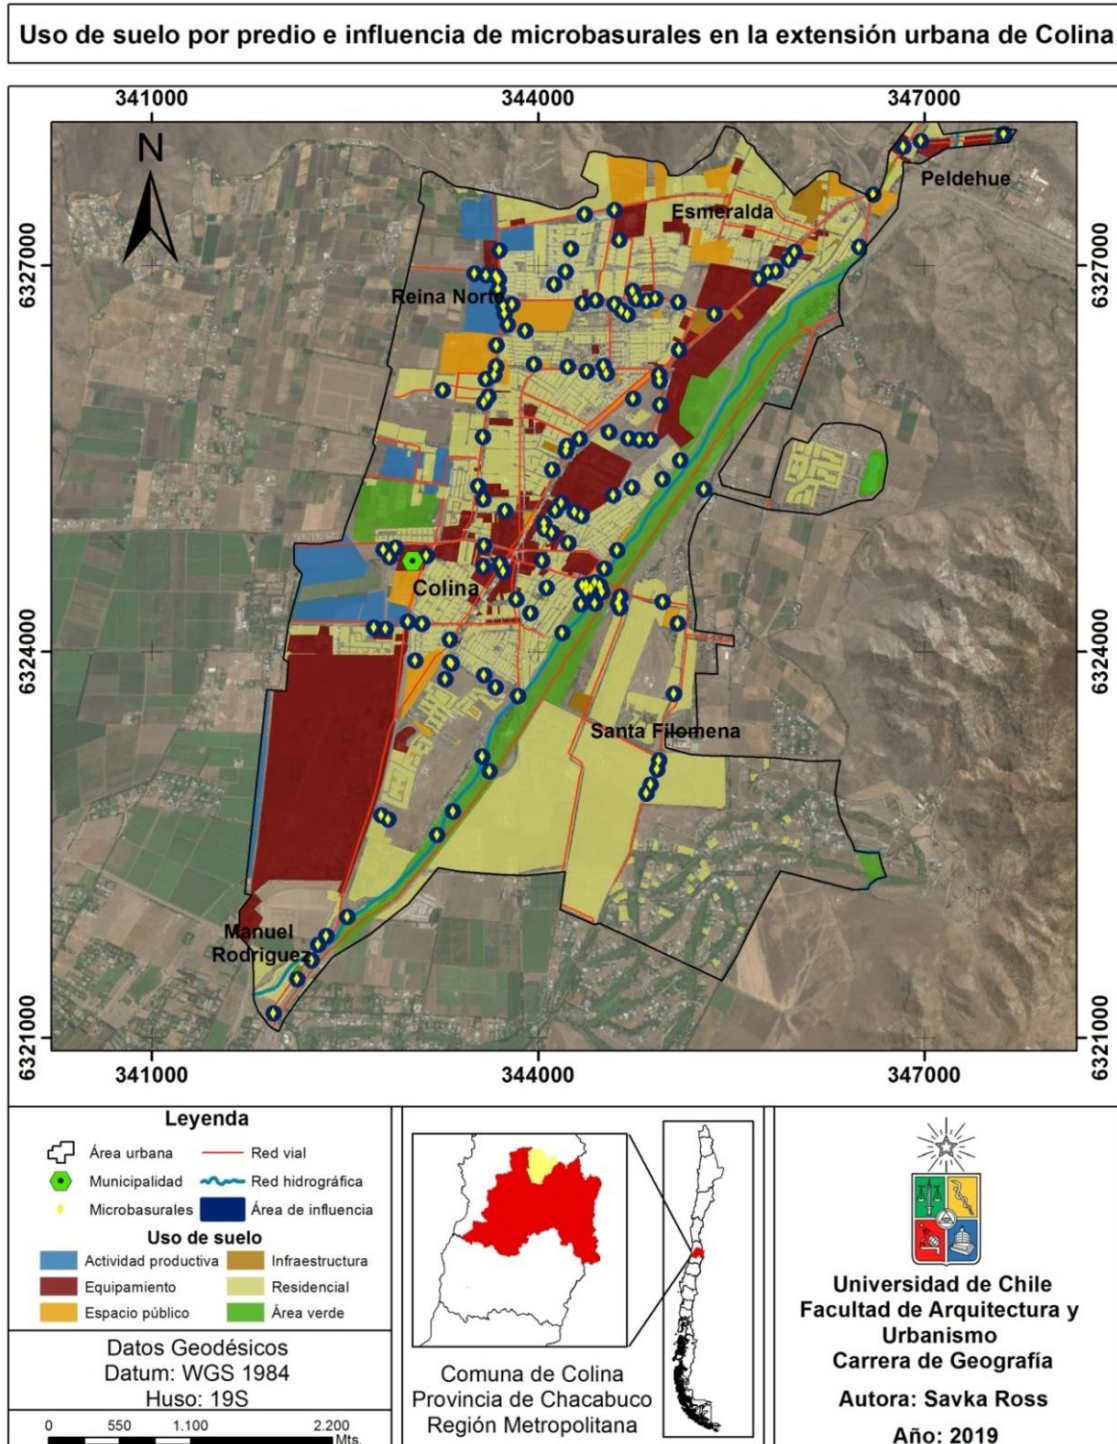 Uso de suelo por predio e influencia de microbasurales en la extensión urbana de Colina
341000
344000
347000
N
Peldehue
Esmeralda
6327000
6327000
Reina Norte
Colina
6324000
6324000
Santa Filomena
Manuel
Rodriguez
6321000
6321000
341000
344000
347000
Leyenda
Área urbana
Red vial
Municipalidad
Red hidrográfica
Microbasurales
Área de influencia
Uso de suelo
Actividad productiva
Infraestructura
Equipamiento
Residencial
Espacio público
Área verde
Datos Geodésicos
Datum: WGS 1984
Huso: 19S
0 550 1.100 2.200
Mts.
Comuna de Colina
Provincia de Chacabuco
Región Metropolitana
Universidad de Chile
Facultad de Arquitectura y
Urbanismo
Carrera de Geografía
Autora: Savka Ross
Año: 2019